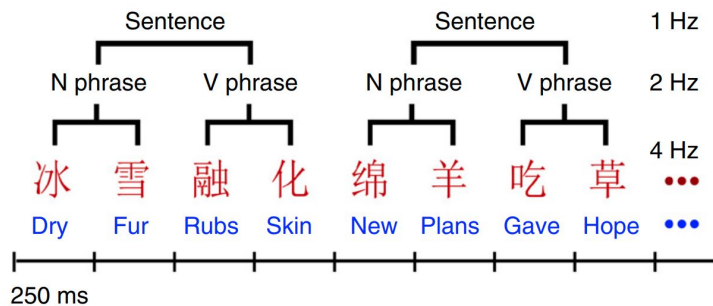 Sentence Sentence 1 Hz
N phrase V phrase N phrase V phrase 2 Hz
4 Hz
冰 雪 融 化 绵 羊 吃 草 •••
Dry Fur Rubs Skin New Plans Gave Hope •••
250 ms